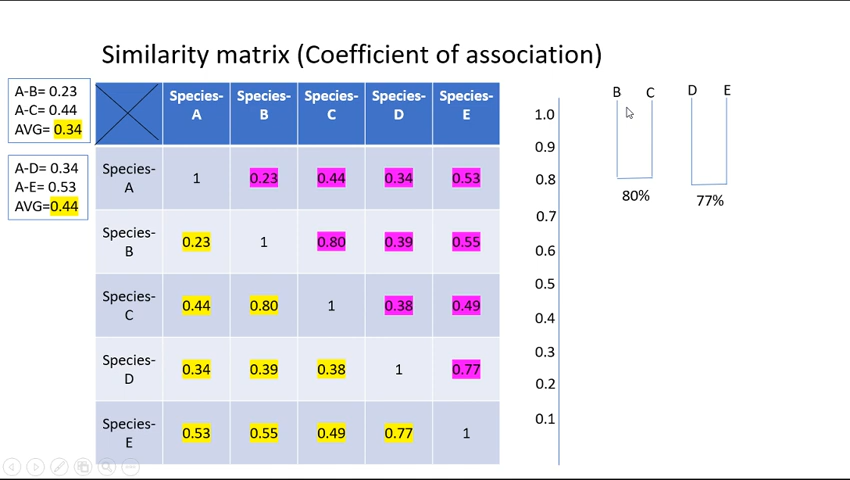 Similarity matrix (Coefficient of association)
A-B= 0.23
A-C= 0.44
AVG= 0.34
A-D= 0.34
A-E= 0.53
AVG= 0.44
Species-A Species-B Species-C Species-D Species-E
Species-A 1 0.23 0.44 0.34 0.53
Species-B 0.23 1 0.80 0.39 0.55
Species-C 0.44 0.80 1 0.38 0.49
Species-D 0.34 0.39 0.38 1 0.77
Species-E 0.53 0.55 0.49 0.77 1
B C D E
1.0
0.9
0.8
80% 77%
0.7
0.6
0.5
0.4
0.3
0.2
0.1